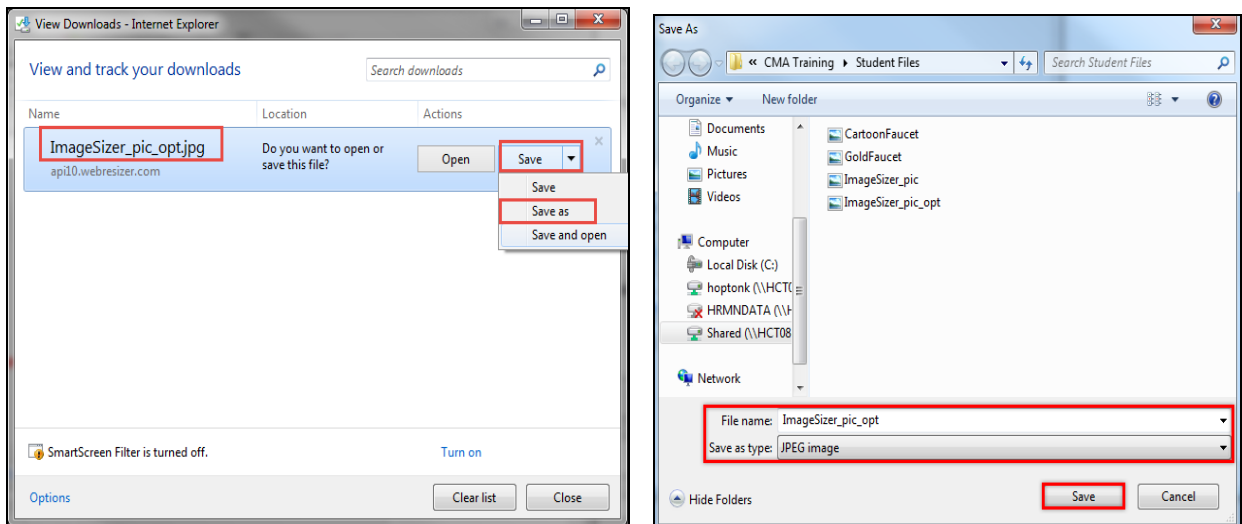 View Downloads - Internet Explorer
View and track your downloads
Search downloads
Name Location Actions
ImageSizer_pic_opt.jpg
api10.webresizer.com
Do you want to open or
save this file?
Open Save
Save
Save as
Save and open
SmartScreen Filter is turned off. Turn on
Options Clear list Close
Save As
« CMA Training Student Files Search Student Files
Organize New folder
Documents
Music
Pictures
Videos
Computer
Local Disk (C:)
hoptonk (\\HCT0
HRMNDATA (\\H
Shared (\\HCT08
Network
CartoonFaucet
GoldFaucet
ImageSizer_pic
ImageSizer_pic_opt
File name: ImageSizer_pic_opt
Save as type: JPEG image
Hide Folders Save Cancel